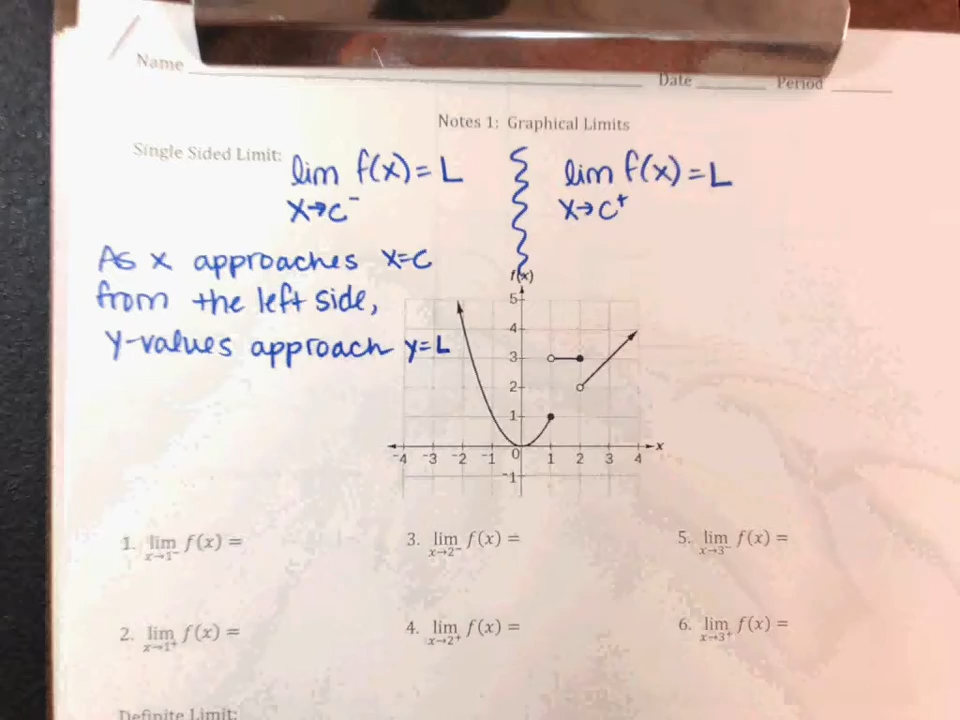 Name Date Period
Notes 1: Graphical Limits
Single Sided Limit:
lim f(x) = L
x→c⁻
lim f(x) = L
x→c⁺
As x approaches x=c
from the left side,
y-values approach y=L
f(x)
5
4
3
2
1
-4 -3 -2 -1 0 1 2 3 4 x
-1
1. lim f(x) =
x→1⁻
3. lim f(x) =
x→2⁻
5. lim f(x) =
x→3⁻
2. lim f(x) =
x→1⁺
4. lim f(x) =
x→2⁺
6. lim f(x) =
x→3⁺
Definite Limit: